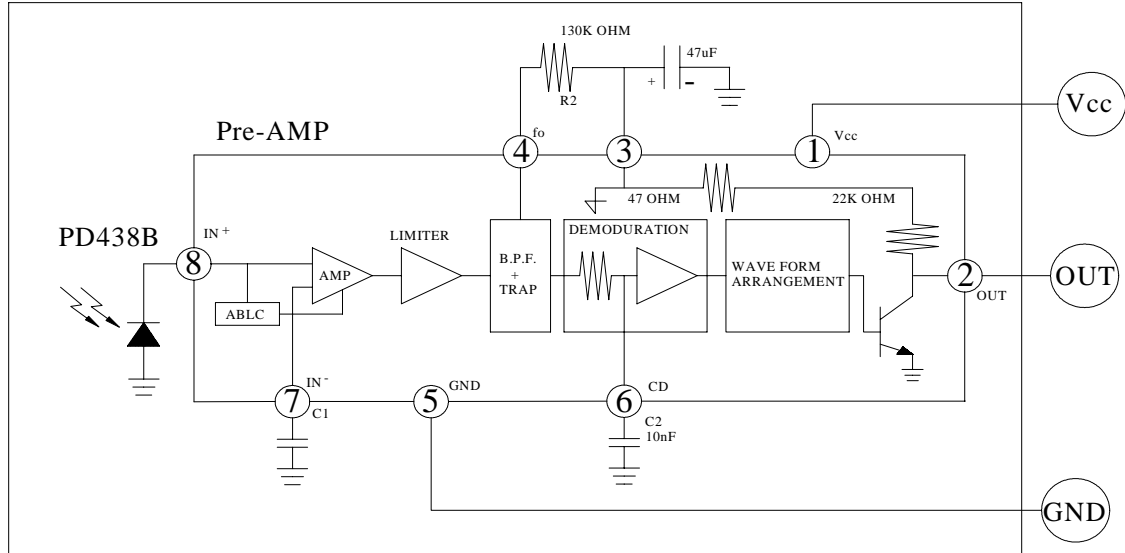 130K OHM
47uF
+
-
R2
Vcc
Pre-AMP
4
fo
3
1
Vcc
47 OHM
22K OHM
PD438B
8
IN+
LIMITER
DEMODURATION
AMP
B.P.F.
+
TRAP
WAVE FORM
ARRANGEMENT
2
OUT
OUT
ABLC
7
IN-
C1
5
GND
6
CD
C2
10nF
GND